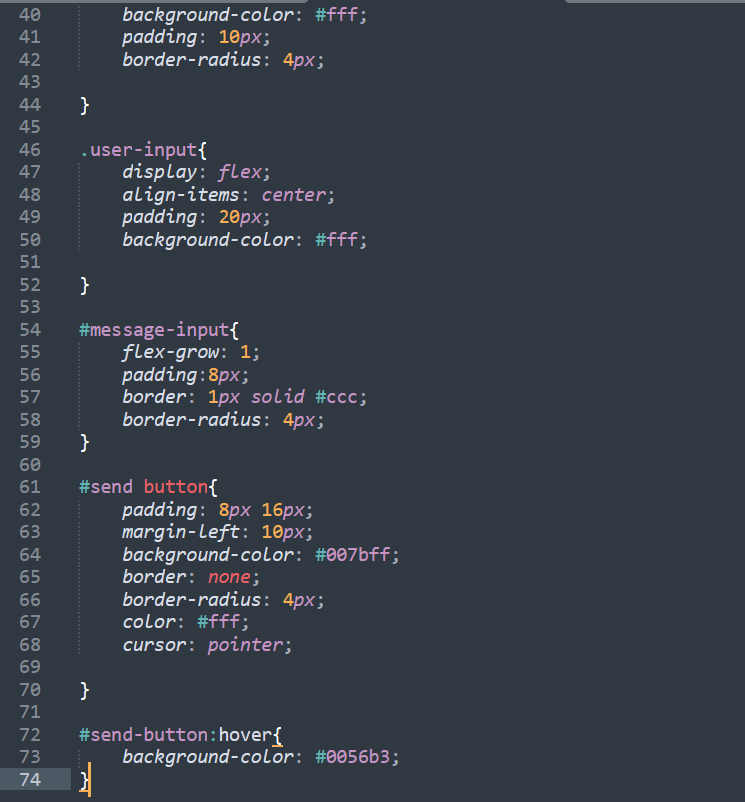 40 background-color: #fff;
41 padding: 10px;
42 border-radius: 4px;
43
44 }
45
46 .user-input{
47 display: flex;
48 align-items: center;
49 padding: 20px;
50 background-color: #fff;
51
52 }
53
54 #message-input{
55 flex-grow: 1;
56 padding:8px;
57 border: 1px solid #ccc;
58 border-radius: 4px;
59 }
60
61 #send button{
62 padding: 8px 16px;
63 margin-left: 10px;
64 background-color: #007bff;
65 border: none;
66 border-radius: 4px;
67 color: #fff;
68 cursor: pointer;
69
70 }
71
72 #send-button:hover{
73 background-color: #0056b3;
74 }